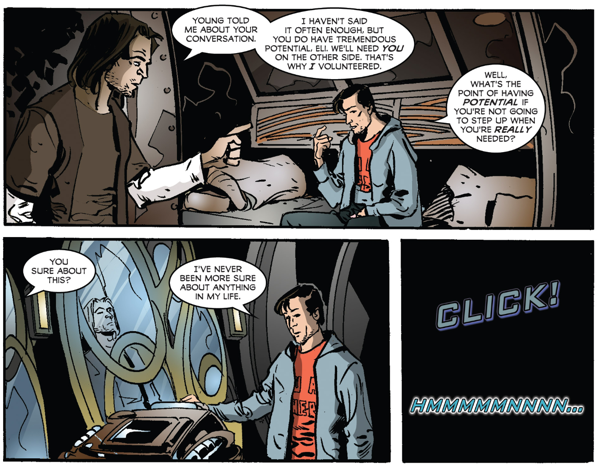 YOUNG TOLD
ME ABOUT YOUR
CONVERSATION.
I HAVEN'T SAID
IT OFTEN ENOUGH, BUT
YOU DO HAVE TREMENDOUS
POTENTIAL, ELI. WE'LL NEED YOU
ON THE OTHER SIDE. THAT'S
WHY I VOLUNTEERED.
WELL,
WHAT'S THE
POINT OF HAVING
POTENTIAL IF
YOU'RE NOT GOING
TO STEP UP WHEN
YOU'RE REALLY
NEEDED?
YOU
SURE ABOUT
THIS?
I'VE NEVER
BEEN MORE SURE
ABOUT ANYTHING
IN MY LIFE.
CLICK!
HMMMMMNNNN...